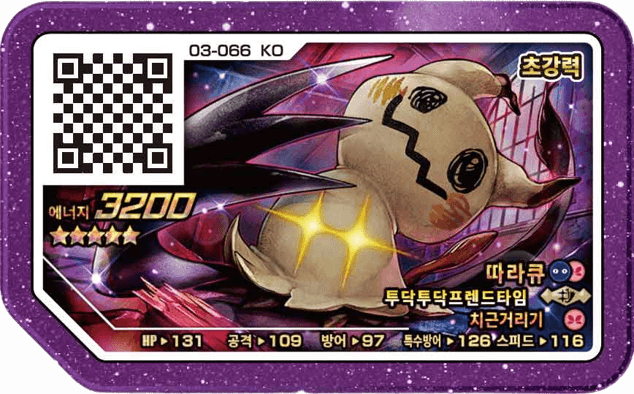 03-066 KO
초강력
에너지 3200
따라큐
투닥투닥프렌드타임
치근거리기
HP▶131 공격▶109 방어▶97 특수방어▶126 스피드▶116